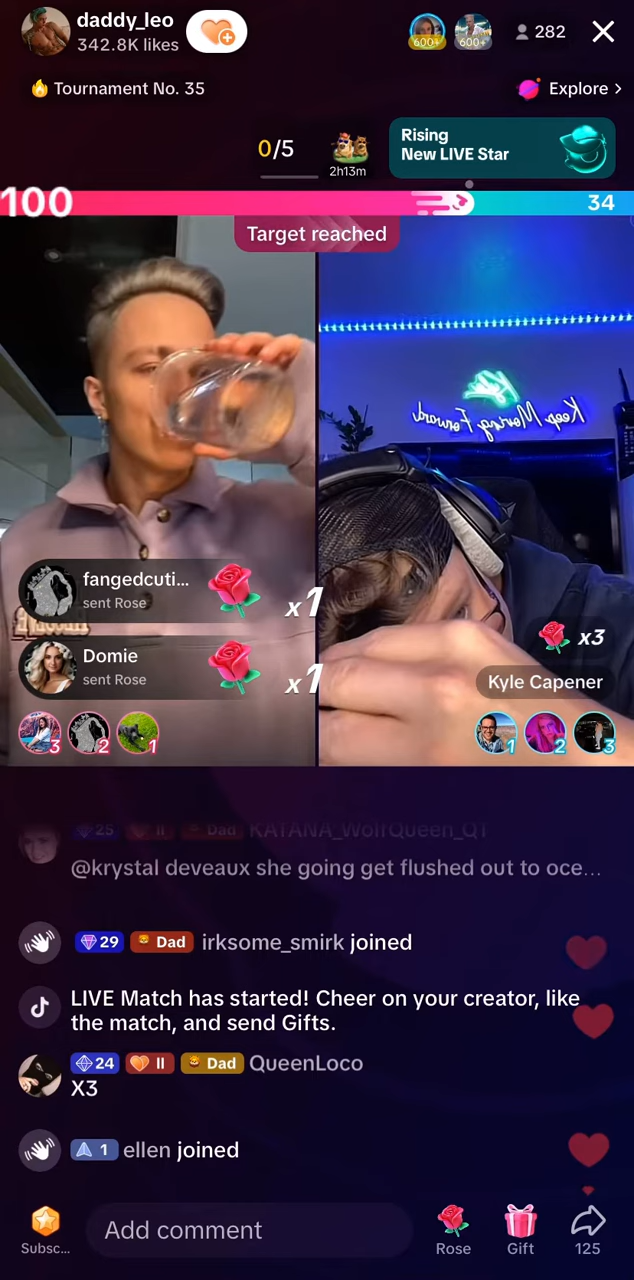 daddy_leo
342.8K likes
600+
600+
282
Tournament No. 35
Explore >
0/5
2h13m
Rising
New LIVE Star
100
34
Target reached
Keep Moving Forward
fangedcuti...
sent Rose
x1
Domie
sent Rose
x1
x3
Kyle Capener
3
2
1
1
2
3
25 II Dad KATANA_WolfQueen_QT
@krystal deveaux she going get flushed out to oce...
29 Dad irksome_smirk joined
LIVE Match has started! Cheer on your creator, like
the match, and send Gifts.
24 II Dad QueenLoco
X3
1 ellen joined
Subsc...
Add comment
Rose
Gift
125